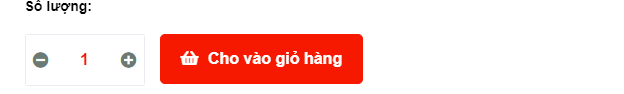 Số lượng:
1
Cho vào giỏ hàng